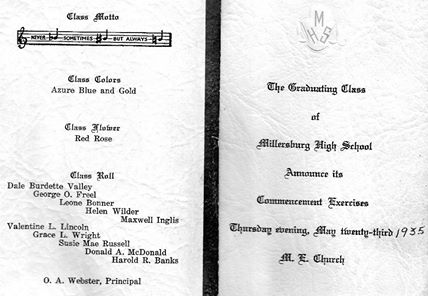 Class Motto
NEVER SOMETIMES BUT ALWAYS
Class Colors
Azure Blue and Gold
Class Flower
Red Rose
Class Roll
Dale Burdette Valley
George O. Freel
Leone Bonner
Helen Wilder
Maxwell Inglis
Valentine L. Lincoln
Grace L. Wright
Susie Mae Russell
Donald A. McDonald
Harold R. Banks
O. A. Webster, Principal
M
H S
The Graduating Class
of
Millersburg High School
Announce its
Commencement Exercises
Thursday evening, May twenty-third 1935
M. E. Church